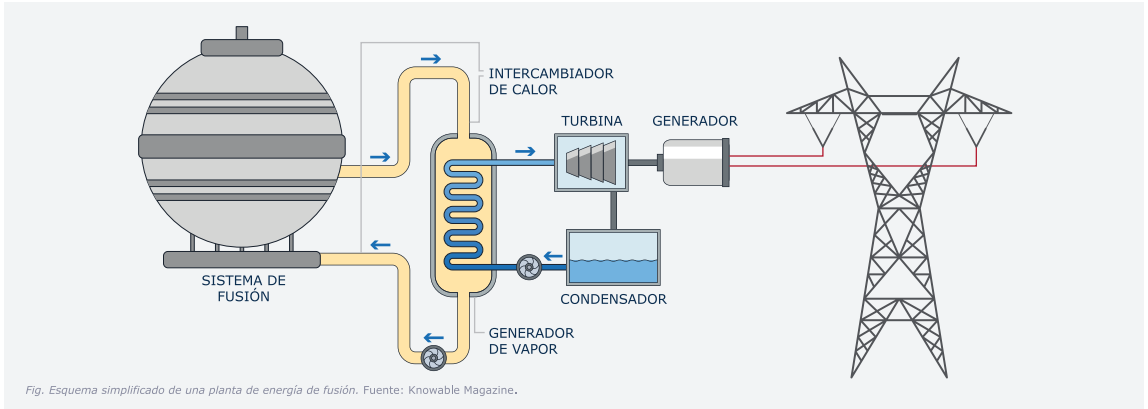 INTERCAMBIADOR
DE CALOR
TURBINA
GENERADOR
SISTEMA DE
FUSIÓN
CONDENSADOR
GENERADOR
DE VAPOR
Fig. Esquema simplificado de una planta de energía de fusión. Fuente: Knowable Magazine.